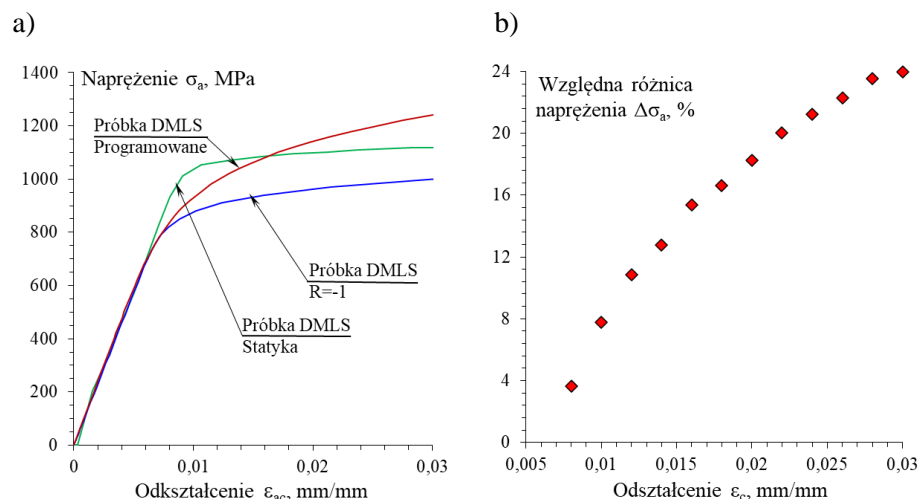 a)
Naprężenie σa, MPa
1400
1200
1000
800
600
400
200
0
Próbka DMLS
Programowane
Próbka DMLS
R=-1
Próbka DMLS
Statyka
0
0,01
0,02
0,03
Odkształcenie εac, mm/mm
b)
Względna różnica
naprężenia Δσa, %
24
20
16
12
8
4
0
0,005
0,01
0,015
0,02
0,025
0,03
Odształcenie εc, mm/mm